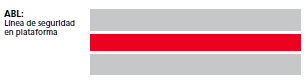 ABL:
Línea de seguridad
en plataforma